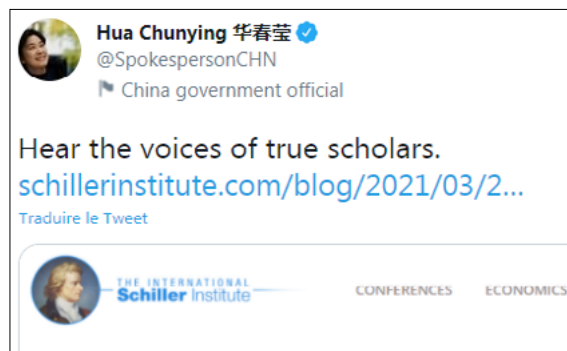 Hua Chunying 华春莹
@SpokespersonCHN
China government official
Hear the voices of true scholars.
schillerinstitute.com/blog/2021/03/2...
Traduire le Tweet
THE INTERNATIONAL
Schiller Institute
CONFERENCES ECONOMICS